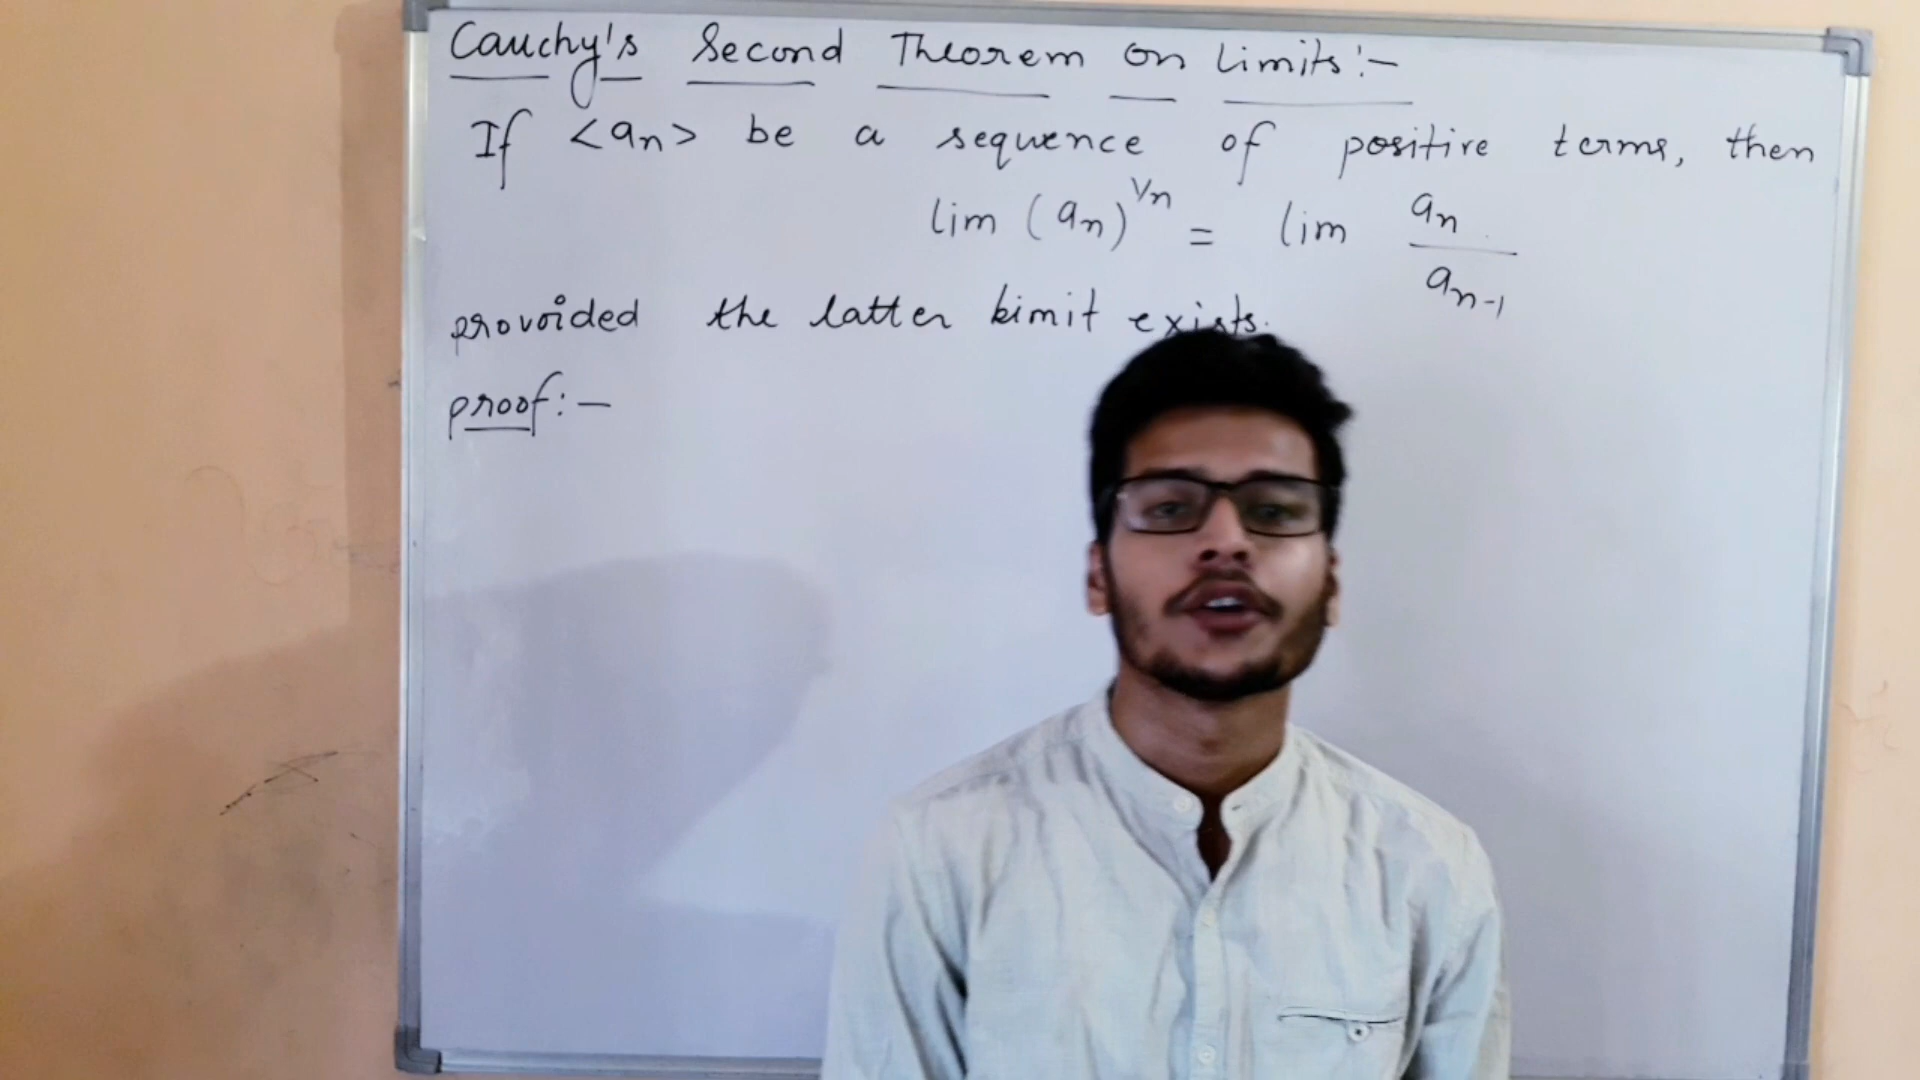 Cauchy's Second Theorem on Limits:-
If <an> be a sequence of positive terms, then
lim (an)^1/n = lim an/an-1
provoided the latter limit exists.
proof:-